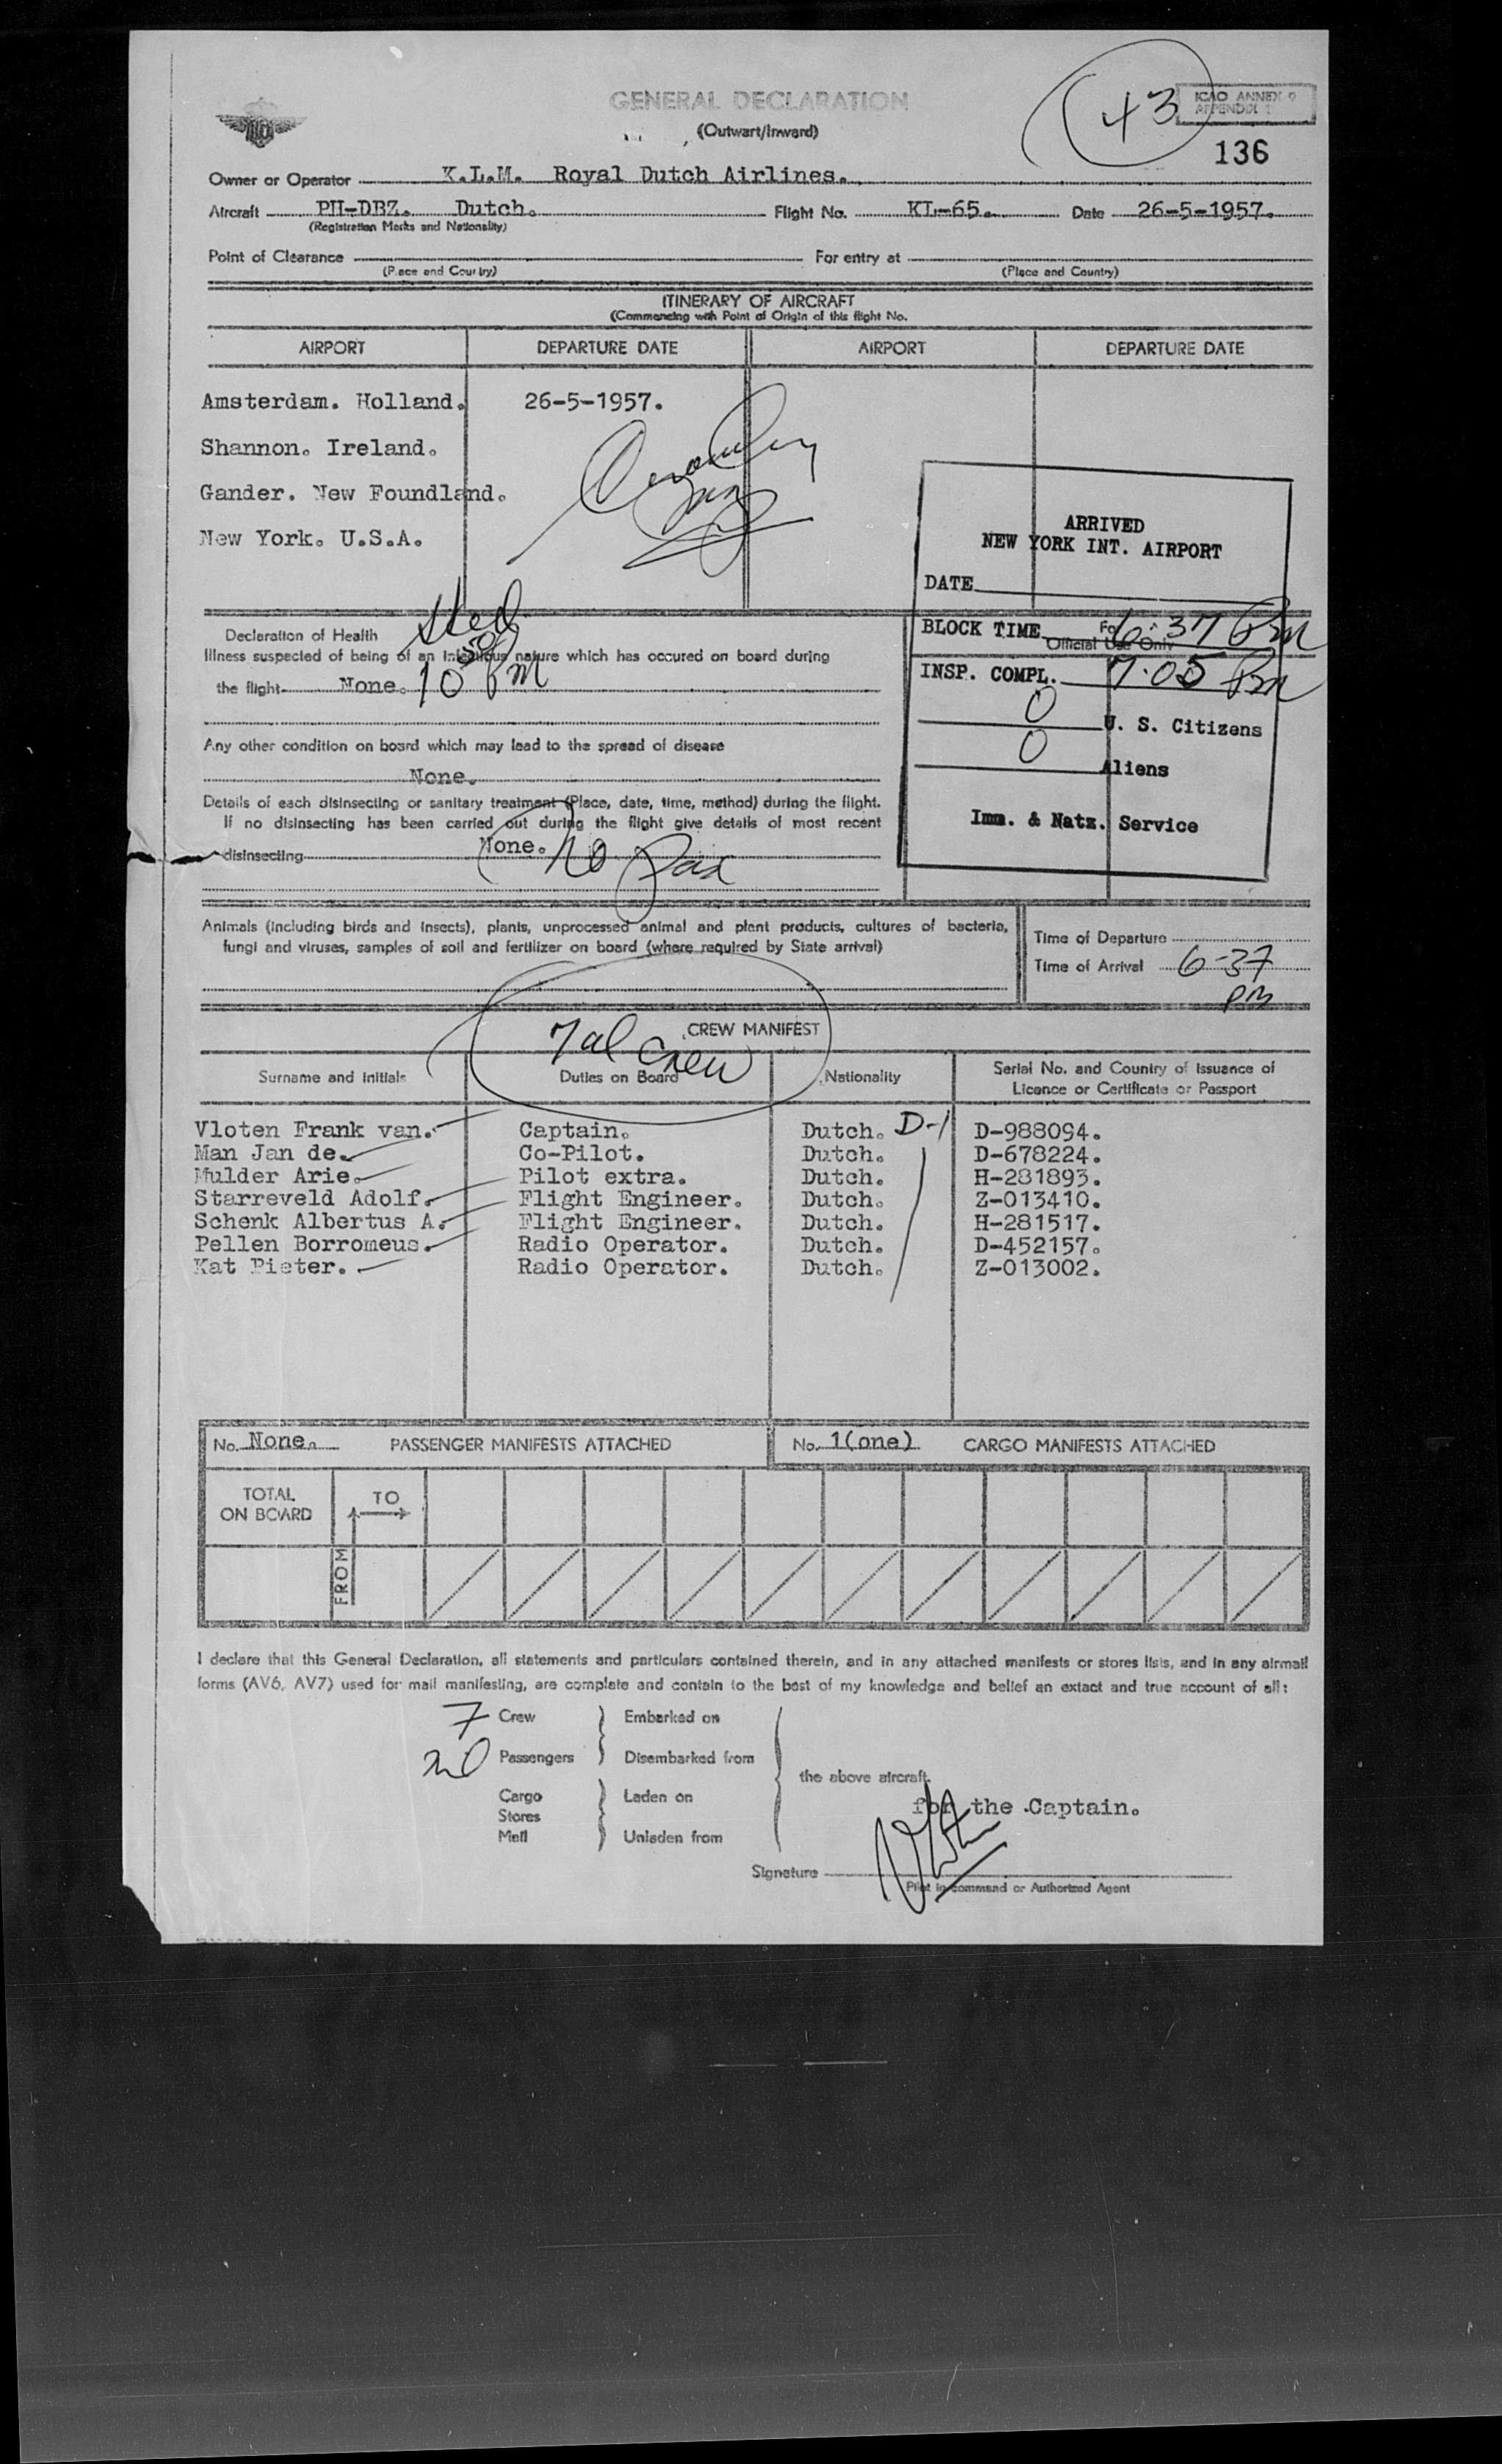 GENERAL DECLARATION
(Outwart/Inward)
43
ICAO ANNEX 9
APPENDIX 1
136
Owner or Operator K.L.M. Royal Dutch Airlines.
Aircraft PH-DBZ. Dutch. Flight No. KL-65. Date 26-5-1957.
(Registration Marks and Nationality)
Point of Clearance For entry at
(Place and Country) (Place and Country)
ITINERARY OF AIRCRAFT
(Commencing with Point of Origin of this flight No.
AIRPORT DEPARTURE DATE AIRPORT DEPARTURE DATE
Amsterdam. Holland. 26-5-1957.
Shannon. Ireland.
Gander. New Foundland.
New York. U.S.A.
ARRIVED
NEW YORK INT. AIRPORT
DATE
BLOCK TIME 6:37 Pm
For
Official Use Only
INSP. COMPL. 7:05 Pm
0 U. S. Citizens
0 Aliens
Imm. & Natz. Service
Declaration of Health
Illness suspected of being of an infectious nature which has occured on board during
the flight None. 10 Pm
Any other condition on board which may lead to the spread of disease
None.
Details of each disinsecting or sanitary treatment (Place, date, time, method) during the flight.
If no disinsecting has been carried out during the flight give details of most recent
disinsecting None. No Pax
Animals (including birds and insects), plants, unprocessed animal and plant products, cultures of bacteria,
fungi and viruses, samples of soil and fertilizer on board (where required by State arrival)
Time of Departure
Time of Arrival 6-37
PM
CREW MANIFEST
7 al Crew
Surname and initials Duties on Board Nationality Serial No. and Country of Issuance of
Licence or Certificate or Passport
Vloten Frank van. Captain. Dutch. D-1 D-988094.
Man Jan de. Co-Pilot. Dutch. D-678224.
Mulder Arie. Pilot extra. Dutch. H-281893.
Starreveld Adolf. Flight Engineer. Dutch. Z-013410.
Schenk Albertus A. Flight Engineer. Dutch. H-281517.
Pellen Borromeus. Radio Operator. Dutch. D-452157.
Kat Pieter. Radio Operator. Dutch. Z-013002.
No. None. PASSENGER MANIFESTS ATTACHED No. 1(one) CARGO MANIFESTS ATTACHED
TOTAL
ON BOARD
TO
FROM
I declare that this General Declaration, all statements and particulars contained therein, and in any attached manifests or stores lists, and in any airmail
forms (AV6, AV7) used for mail manifesting, are complete and contain to the best of my knowledge and belief an extact and true account of all:
7 Crew Embarked on
Passengers Disembarked from
the above aircraft.
Cargo Laden on
Stores
Mail Unladen from
for the Captain.
Signature
Pilot in command or Authorized Agent